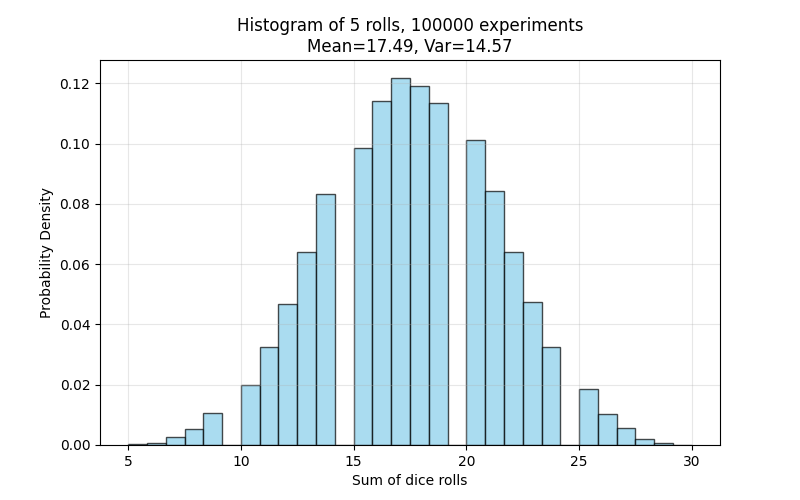 Histogram of 5 rolls, 100000 experiments
Mean=17.49, Var=14.57
0.12
0.10
0.08
0.06
0.04
0.02
0.00
Probability Density
5 10 15 20 25 30
Sum of dice rolls